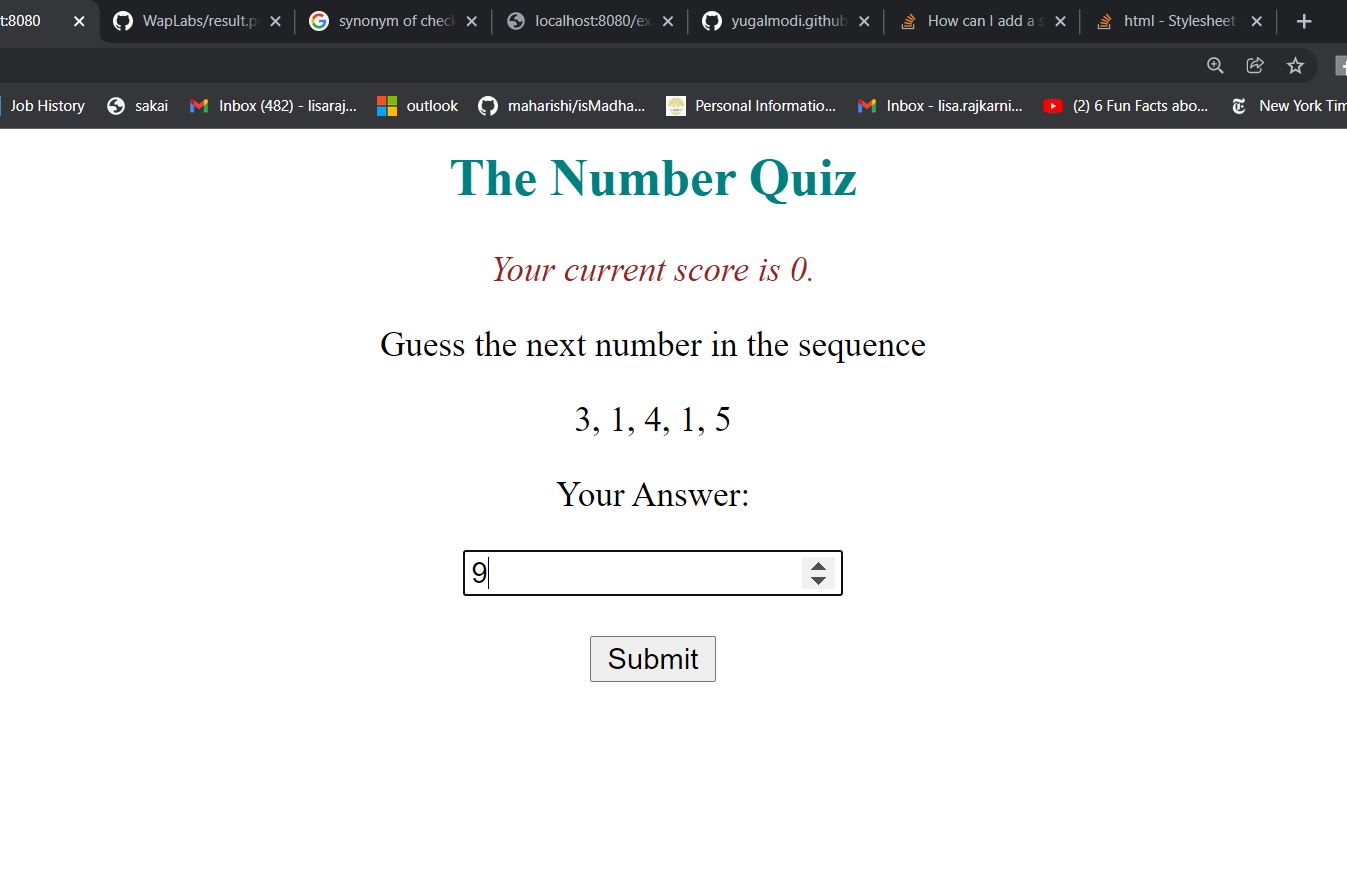 t:8080 WapLabs/result.p synonym of chec localhost:8080/ex yugalmodi.github How can I add a s html - Stylesheet
Job History sakai Inbox (482) - lisaraj... outlook maharishi/isMadha... Personal Informatio... Inbox - lisa.rajkarni... (2) 6 Fun Facts abo... New York Tim
The Number Quiz
Your current score is 0.
Guess the next number in the sequence
3, 1, 4, 1, 5
Your Answer:
9
Submit